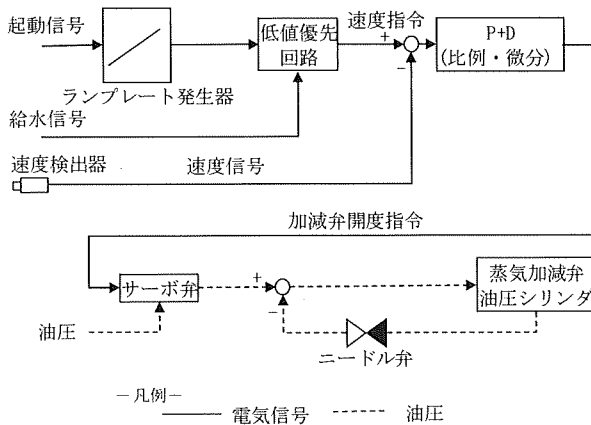 起動信号
ランプレート発生器
低値優先
回路
速度指令
+
−
P+D
(比例・微分)
給水信号
速度検出器
速度信号
加減弁開度指令
サーボ弁
油圧
+
−
ニードル弁
蒸気加減弁
油圧シリンダ
−凡例−
電気信号
油圧